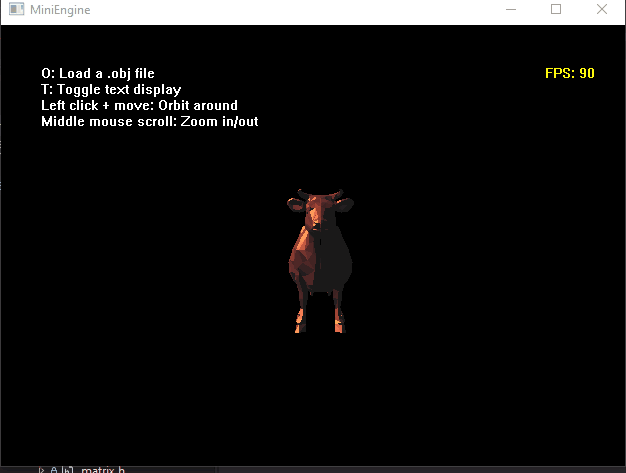 MiniEngine
O: Load a .obj file
FPS: 90
T: Toggle text display
Left click + move: Orbit around
Middle mouse scroll: Zoom in/out
matrix.h